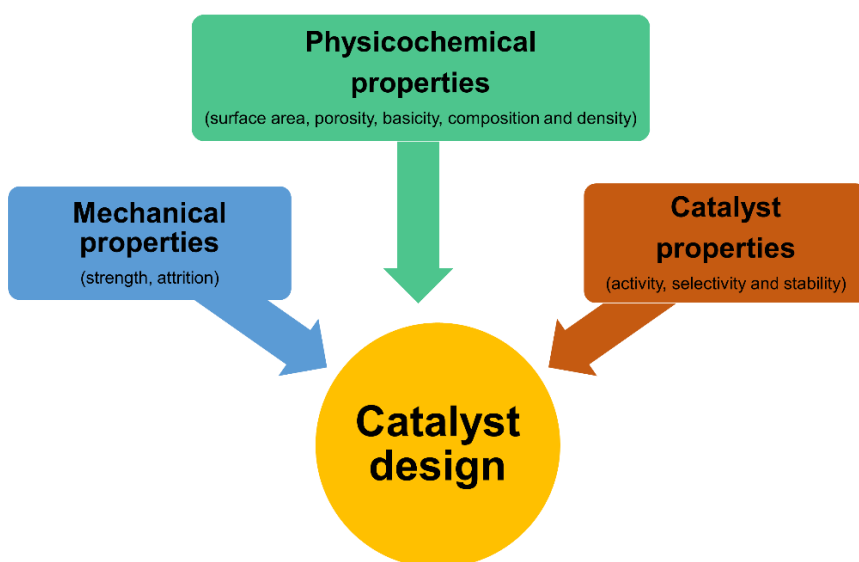 Physicochemical
properties
(surface area, porosity, basicity, composition and density)
Mechanical
properties
(strength, attrition)
Catalyst
properties
(activity, selectivity and stability)
Catalyst
design